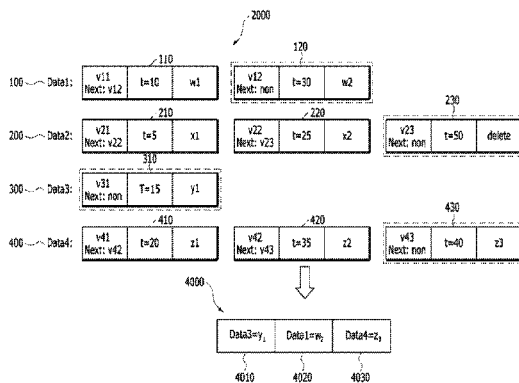 2000
110
120
100 Data1: v11 Next: v12 t=10 w1 v12 Next: non t=30 w2
210
220
230
200 Data2: v21 Next: v22 t=5 x1 v22 Next: v23 t=25 x2 v23 Next: non t=50 delete
310
300 Data3: v31 Next: non T=15 y1
410
420
430
400 Data4: v41 Next: v42 t=20 z1 v42 Next: v43 t=35 z2 v43 Next: non t=40 z3
4000
Data3=y₁ Data1=w₂ Data4=z₃
4010 4020 4030